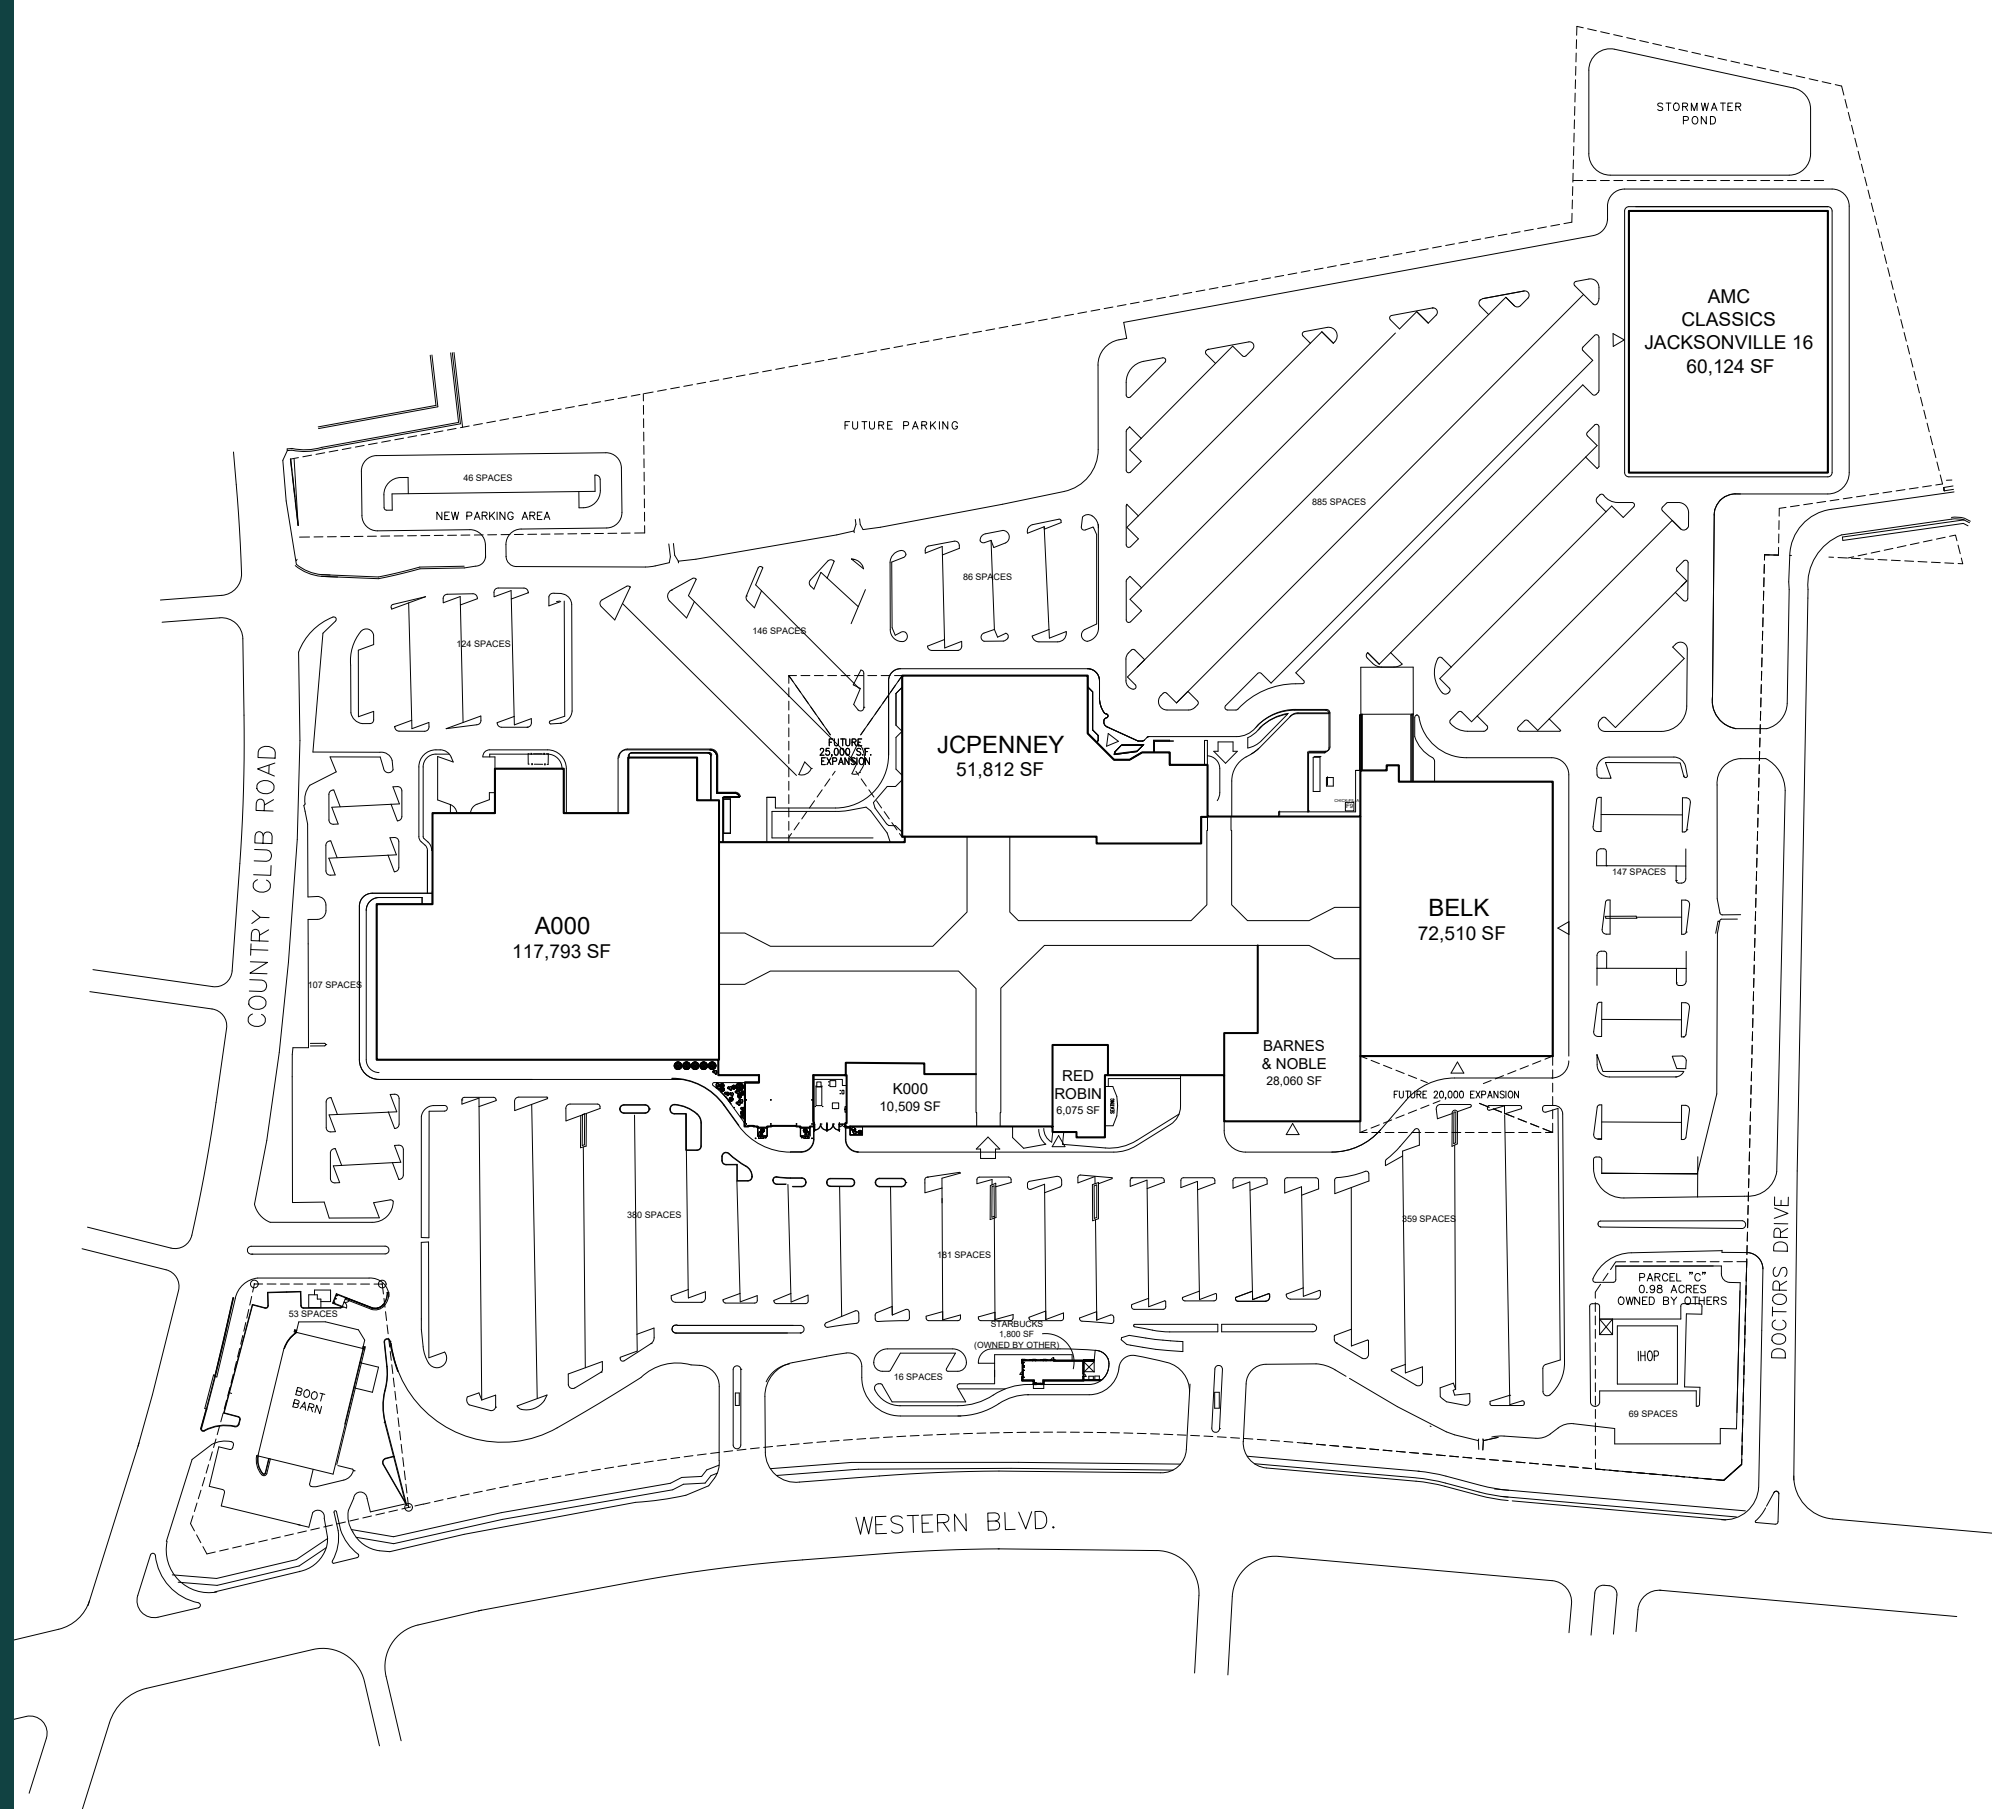 STORMWATER
POND
AMC
CLASSICS
JACKSONVILLE 16
60,124 SF
FUTURE PARKING
46 SPACES
NEW PARKING AREA
885 SPACES
86 SPACES
124 SPACES
146 SPACES
FUTURE
25,000/S.F.
EXPANSION
JCPENNEY
51,812 SF
COUNTRY CLUB ROAD
A000
117,793 SF
BELK
72,510 SF
147 SPACES
107 SPACES
BARNES
& NOBLE
28,060 SF
K000
10,509 SF
RED
ROBIN
6,075 SF
FUTURE 20,000 EXPANSION
380 SPACES
181 SPACES
359 SPACES
DOCTORS DRIVE
PARCEL "C"
0.98 ACRES
OWNED BY OTHERS
53 SPACES
STARBUCKS
1,800 SF
(OWNED BY OTHER)
16 SPACES
BOOT
BARN
IHOP
69 SPACES
WESTERN BLVD.